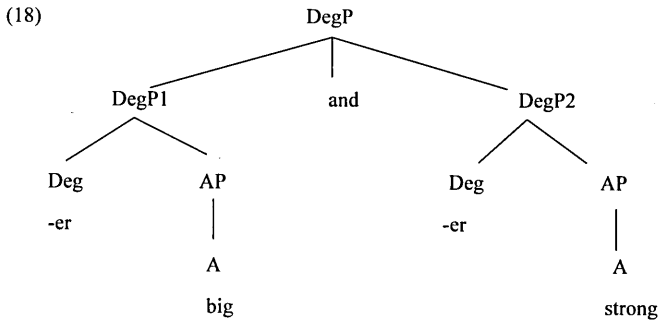 (18) DegP
DegP1 and DegP2
Deg AP Deg AP
-er -er
A A
big strong